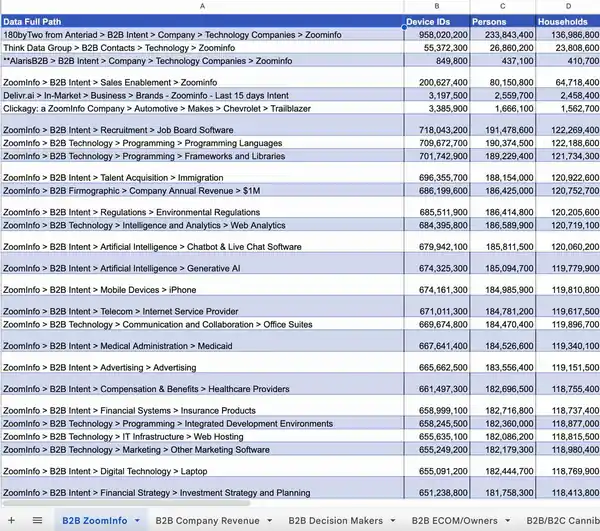 A B C D
Data Full Path Device IDs Persons Households
180byTwo from Anteriad > B2B Intent > Company > Technology Companies > Zoominfo 958,020,200 233,843,400 136,986,800
Think Data Group > B2B Contacts > Technology > Zoominfo 55,372,300 26,860,200 23,808,600
**AlarisB2B > B2B Intent > Company > Technology Companies > Zoominfo 849,800 437,100 410,700
ZoomInfo > B2B Intent > Sales Enablement > Zoominfo 200,627,400 80,150,800 64,718,400
Delivr.ai > In-Market > Business > Brands - Zoominfo - Last 15 days Intent 3,197,500 2,559,700 2,458,400
Clickagy: a ZoomInfo Company > Automotive > Makes > Chevrolet > Trailblazer 3,385,900 1,666,100 1,562,700
ZoomInfo > B2B Intent > Recruitment > Job Board Software 718,043,200 191,478,600 122,269,400
ZoomInfo > B2B Technology > Programming > Programming Languages 709,672,700 190,374,500 122,188,600
ZoomInfo > B2B Technology > Programming > Frameworks and Libraries 701,742,900 189,229,400 121,734,300
ZoomInfo > B2B Intent > Talent Acquisition > Immigration 696,355,700 188,154,000 120,922,600
ZoomInfo > B2B Firmographic > Company Annual Revenue > $1M 686,199,600 186,425,000 120,752,700
ZoomInfo > B2B Intent > Regulations > Environmental Regulations 685,511,900 186,414,800 120,205,600
ZoomInfo > B2B Technology > Intelligence and Analytics > Web Analytics 684,395,800 186,589,900 120,719,100
ZoomInfo > B2B Intent > Artificial Intelligence > Chatbot & Live Chat Software 679,942,100 185,811,500 120,060,200
ZoomInfo > B2B Intent > Artificial Intelligence > Generative AI 674,325,300 185,094,700 119,779,900
ZoomInfo > B2B Intent > Mobile Devices > iPhone 674,161,300 184,985,900 119,810,800
ZoomInfo > B2B Intent > Telecom > Internet Service Provider 671,011,300 184,781,200 119,617,500
ZoomInfo > B2B Technology > Communication and Collaboration > Office Suites 669,674,800 184,470,400 119,896,700
ZoomInfo > B2B Intent > Medical Administration > Medicaid 667,641,400 184,526,600 119,340,100
ZoomInfo > B2B Intent > Advertising > Advertising 665,662,500 183,556,400 119,151,500
ZoomInfo > B2B Intent > Compensation & Benefits > Healthcare Providers 661,497,300 182,696,500 118,755,400
ZoomInfo > B2B Intent > Financial Systems > Insurance Products 658,999,100 182,716,800 118,737,400
ZoomInfo > B2B Technology > Programming > Integrated Development Environments 658,245,500 182,360,000 118,877,000
ZoomInfo > B2B Technology > IT Infrastructure > Web Hosting 655,635,100 182,086,200 118,815,500
ZoomInfo > B2B Technology > Marketing > Other Marketing Software 655,249,200 182,179,300 118,980,400
ZoomInfo > B2B Intent > Digital Technology > Laptop 655,091,200 182,444,700 118,769,900
ZoomInfo > B2B Intent > Financial Strategy > Investment Strategy and Planning 651,238,800 181,758,300 118,413,800
B2B ZoomInfo B2B Company Revenue B2B Decision Makers B2B ECOM/Owners B2B/B2C Cannib